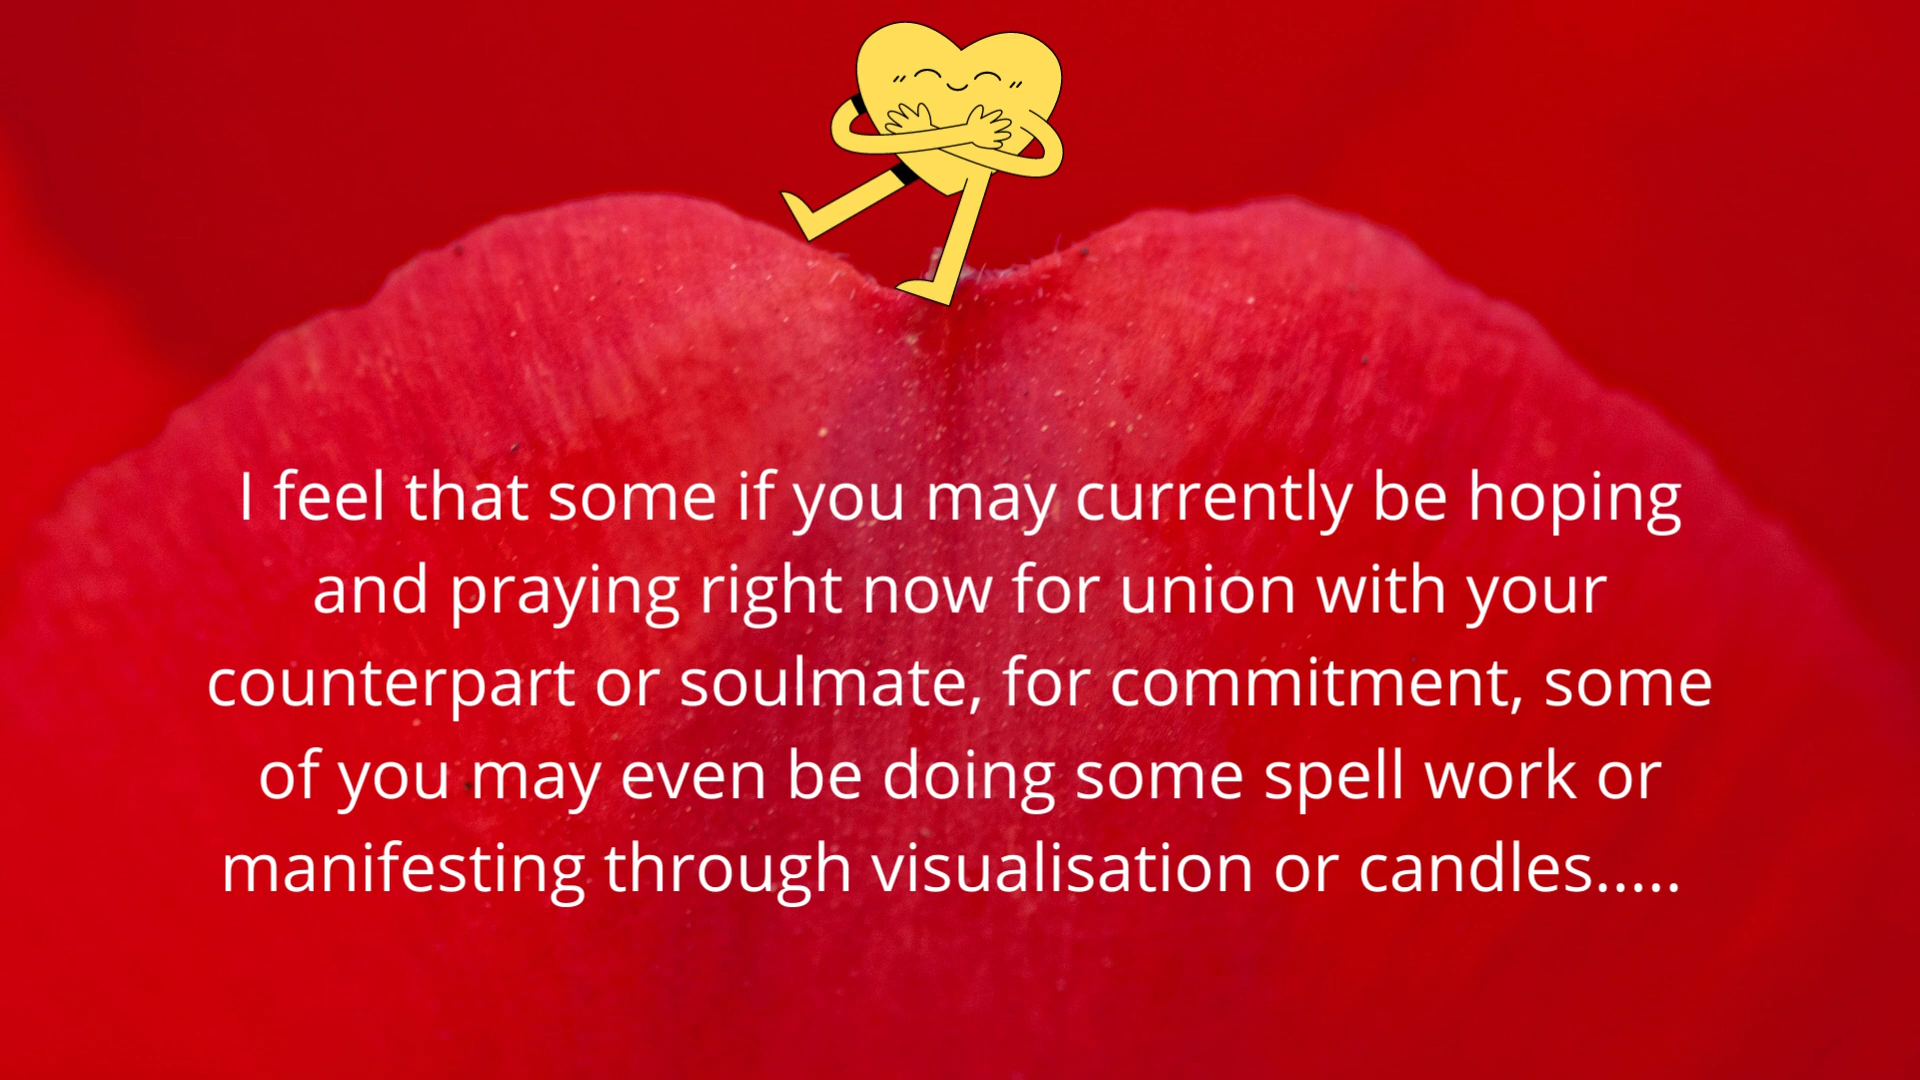 I feel that some if you may currently be hoping
and praying right now for union with your
counterpart or soulmate, for commitment, some
of you may even be doing some spell work or
manifesting through visualisation or candles.....